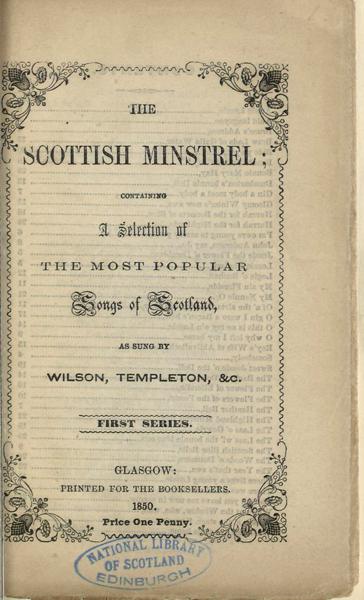 THE
SCOTTISH MINSTREL;
CONTAINING
A Selection of
THE MOST POPULAR
Songs of Scotland,
AS SUNG BY
WILSON, TEMPLETON, &C.
FIRST SERIES.
GLASGOW:
PRINTED FOR THE BOOKSELLERS.
1850.
Price One Penny.
NATIONAL LIBRARY
OF SCOTLAND
EDINBURGH